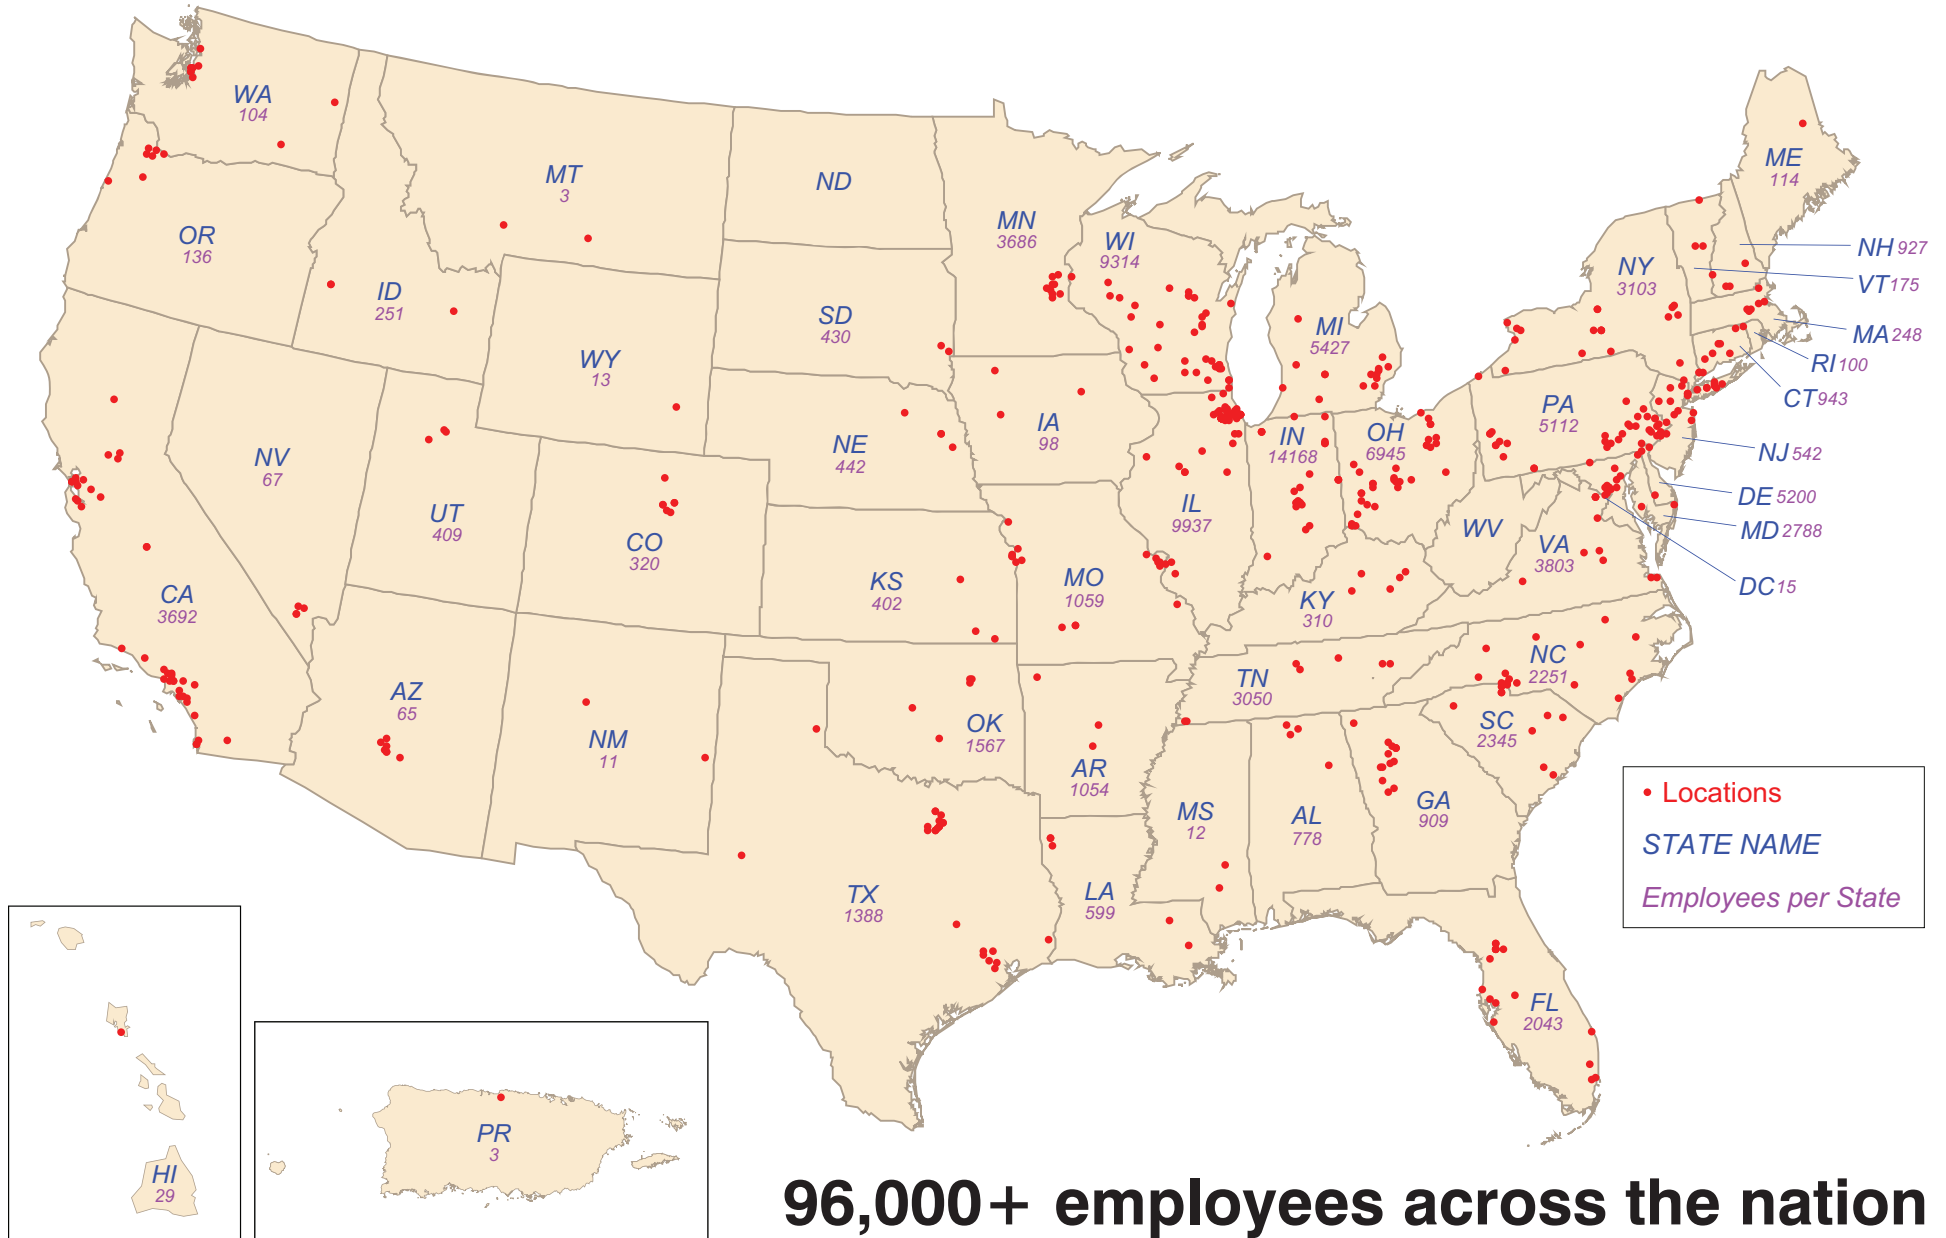 WA
104
OR
136
ID
251
MT
3
ND
MN
3686
WI
9314
SD
430
WY
13
NE
442
IA
98
MI
5427
NY
3103
ME
114
NH 927
VT 175
MA 248
RI 100
CT 943
NJ 542
DE 5200
MD 2788
DC 15
PA
5112
OH
6945
IN
14168
IL
9937
WV
VA
3803
KY
310
NV
67
UT
409
CO
320
KS
402
MO
1059
CA
3692
AZ
65
NM
11
OK
1567
AR
1054
TN
3050
NC
2251
SC
2345
GA
909
AL
778
MS
12
LA
599
TX
1388
FL
2043
HI
29
PR
3
Locations
STATE NAME
Employees per State
96,000+ employees across the nation